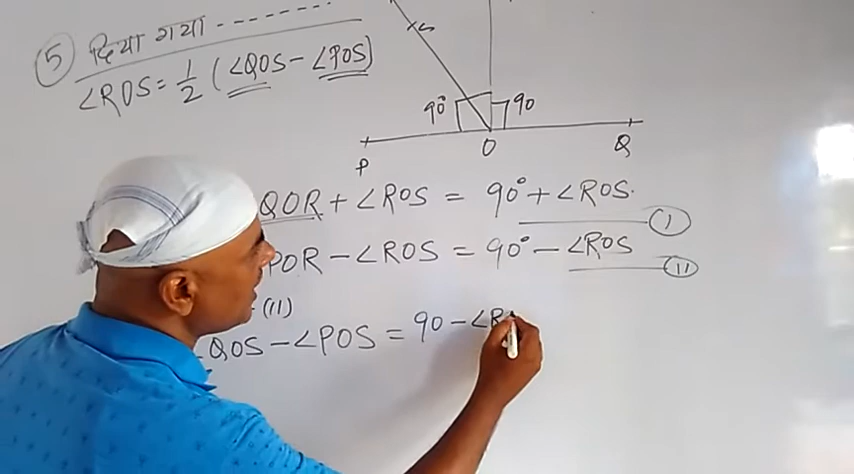 5 दिया गया -------
∠ROS = 1/2 (∠QOS - ∠POS)
S
90° 90
P O Q
QOR + ∠ROS = 90° + ∠ROS. I
POR - ∠ROS = 90° - ∠ROS II
- (II)
∠QOS - ∠POS = 90 - ∠R